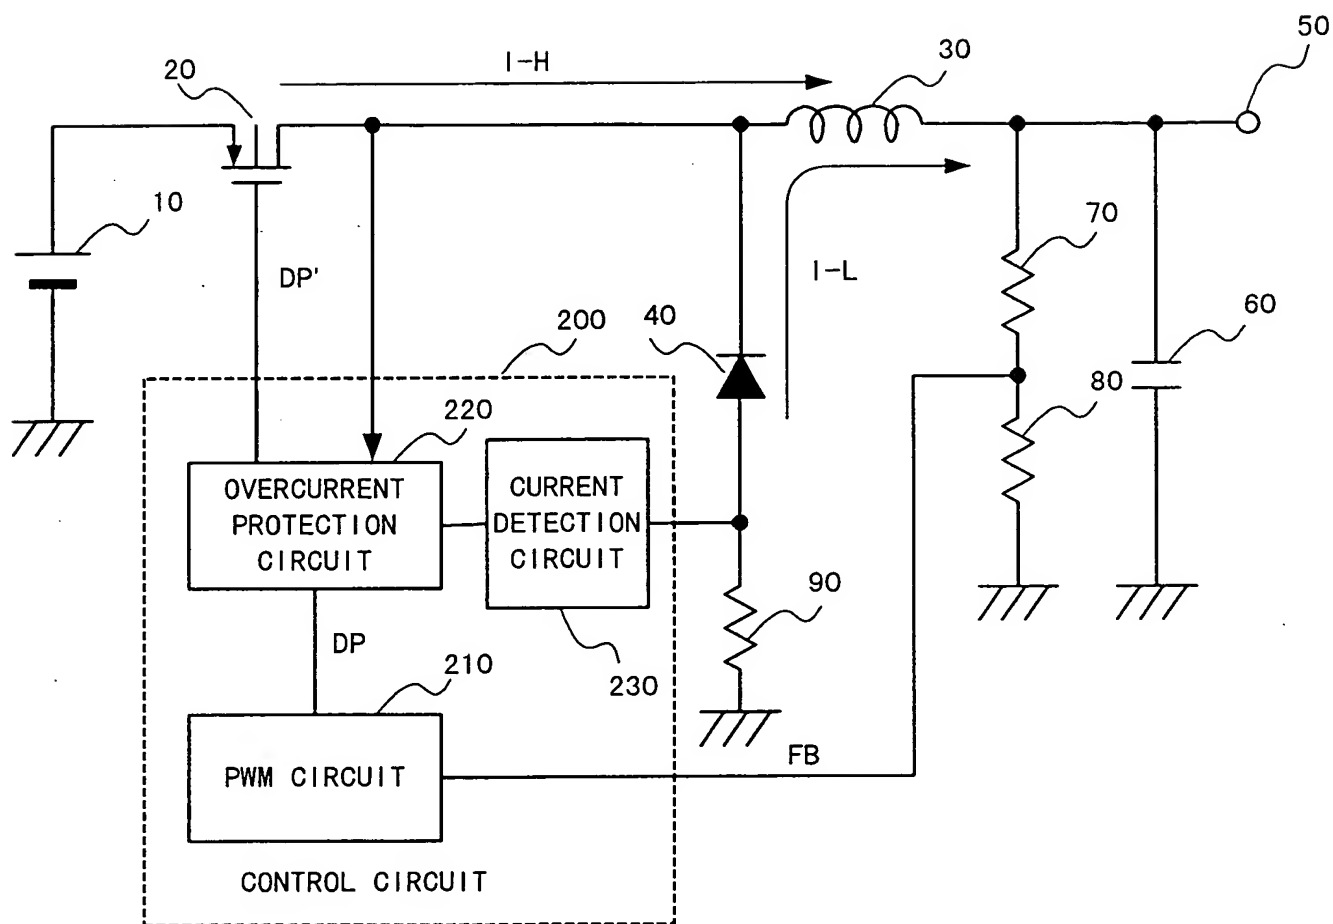 50
I-H
30
20
10
70
DP'
I-L
200
40
60
220
80
OVERCURRENT
PROTECTION
CIRCUIT
CURRENT
DETECTION
CIRCUIT
90
DP
210
230
FB
PWM CIRCUIT
CONTROL CIRCUIT